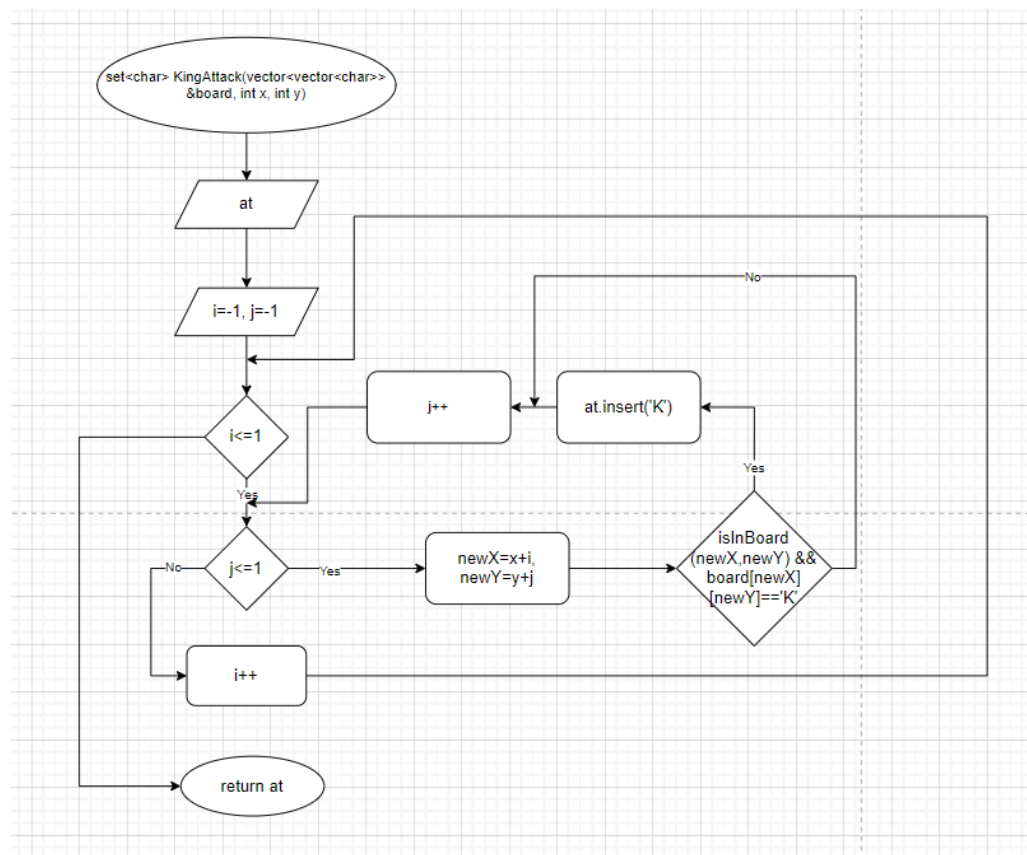 set<char> KingAttack(vector<vector<char>>
&board, int x, int y)
at
i=-1, j=-1
No
j++
at.insert('K')
i<=1
Yes
Yes
isInBoard
(newX,newY) &&
board[newX]
[newY]=='K'
newX=x+i,
newY=y+j
j<=1
No
Yes
i++
return at